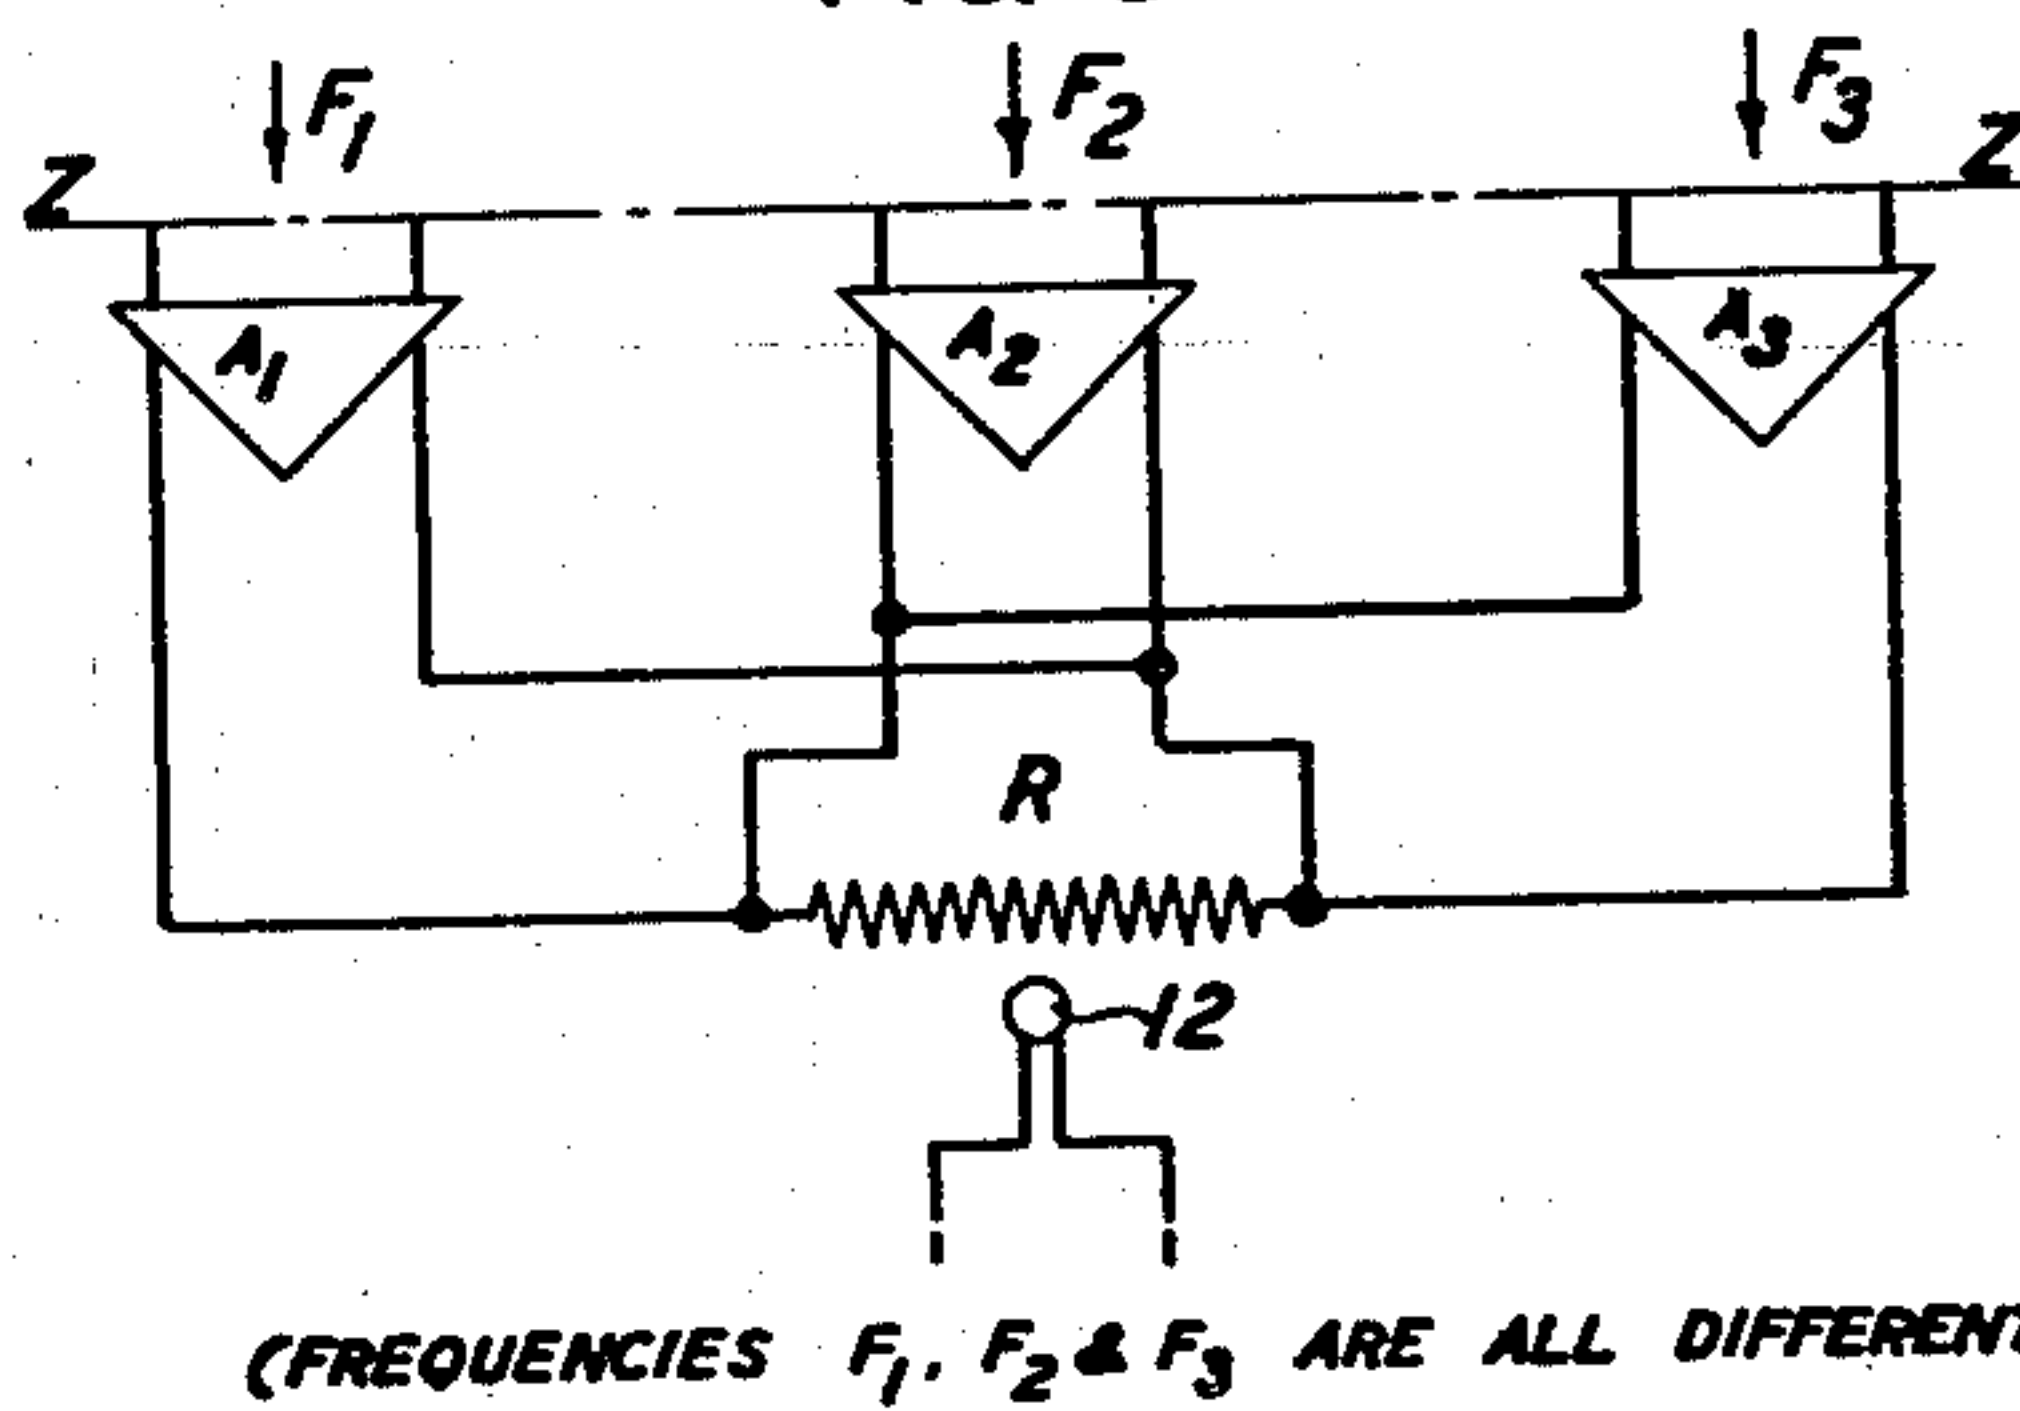 F1
F2
F3
Z
Z
A1
A2
A3
R
12
(FREQUENCIES F1, F2 & F3 ARE ALL DIFFERENT